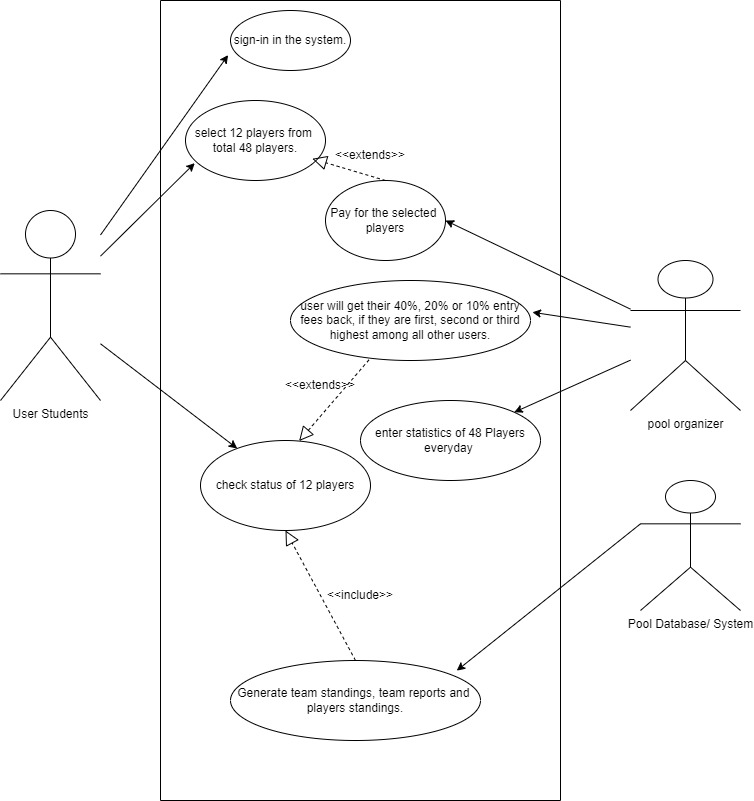 sign-in in the system.
select 12 players from
total 48 players.
<<extends>>
Pay for the selected
players
user will get their 40%, 20% or 10% entry
fees back, if they are first, second or third
highest among all other users.
<<extends>>
User Students
pool organizer
enter statistics of 48 Players
everyday
check status of 12 players
<<include>>
Pool Database/ System
Generate team standings, team reports and
players standings.